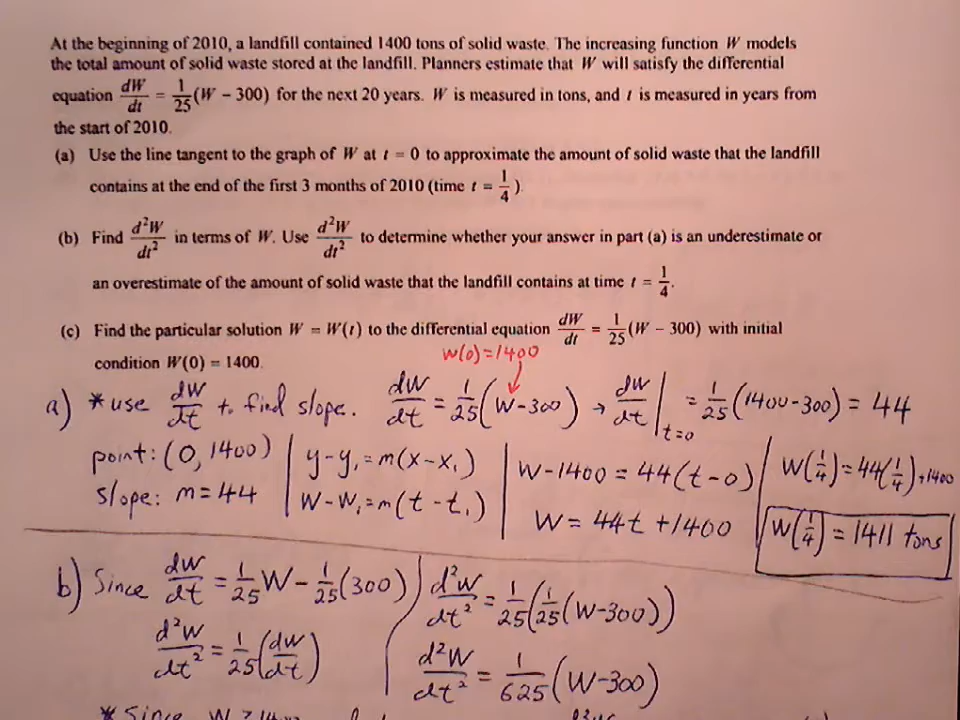 At the beginning of 2010, a landfill contained 1400 tons of solid waste. The increasing function W models
the total amount of solid waste stored at the landfill. Planners estimate that W will satisfy the differential
equation dW/dt = 1/25 (W − 300) for the next 20 years. W is measured in tons, and t is measured in years from
the start of 2010.
(a) Use the line tangent to the graph of W at t = 0 to approximate the amount of solid waste that the landfill
contains at the end of the first 3 months of 2010 (time t = 1/4).
(b) Find d²W/dt² in terms of W. Use d²W/dt² to determine whether your answer in part (a) is an underestimate or
an overestimate of the amount of solid waste that the landfill contains at time t = 1/4.
(c) Find the particular solution W = W(t) to the differential equation dW/dt = 1/25 (W − 300) with initial
condition W(0) = 1400.
W(0)=1400
a) *use dW/dt to find slope. dW/dt = 1/25 (W−300) → dW/dt |t=0 = 1/25 (1400−300) = 44
point: (0, 1400) | y−y₁=m(x−x₁) | W−1400 = 44(t−0) | W(1/4)=44(1/4)+1400
slope: m=44 | W−W₁=m(t−t₁) | W = 44t +1400 | W(1/4) = 1411 tons
b) Since dW/dt = 1/25 W − 1/25 (300) | d²W/dt² = 1/25 (1/25 (W−300))
d²W/dt² = 1/25 (dW/dt) | d²W/dt² = 1/625 (W−300)
* Since W